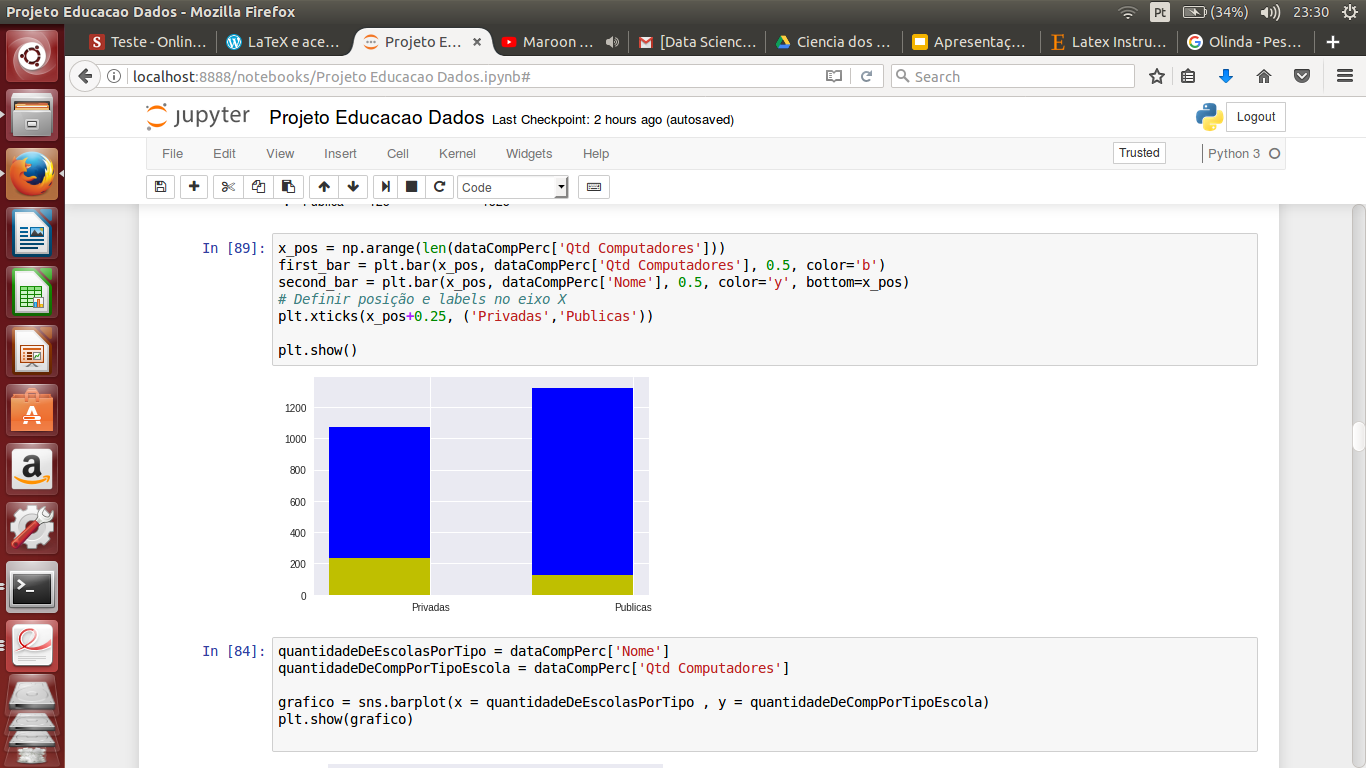 Projeto Educacao Dados - Mozilla Firefox
Pt
(34%)
23:30
Teste - Onlin...
LaTeX e ace...
Projeto E...
Maroon ...
[Data Scienc...
Ciencia dos ...
Apresentaç...
Latex Instru...
Olinda - Pes...
localhost:8888/notebooks/Projeto Educacao Dados.ipynb#
Search
jupyter
Projeto Educacao Dados
Last Checkpoint: 2 hours ago (autosaved)
Logout
File Edit View Insert Cell Kernel Widgets Help
Trusted
Python 3
Code
In [89]:
x_pos = np.arange(len(dataCompPerc['Qtd Computadores']))
first_bar = plt.bar(x_pos, dataCompPerc['Qtd Computadores'], 0.5, color='b')
second_bar = plt.bar(x_pos, dataCompPerc['Nome'], 0.5, color='y', bottom=x_pos)
# Definir posição e labels no eixo X
plt.xticks(x_pos+0.25, ('Privadas','Publicas'))
plt.show()
1200
1000
800
600
400
200
0
Privadas
Publicas
In [84]:
quantidadeDeEscolasPorTipo = dataCompPerc['Nome']
quantidadeDeCompPorTipoEscola = dataCompPerc['Qtd Computadores']
grafico = sns.barplot(x = quantidadeDeEscolasPorTipo , y = quantidadeDeCompPorTipoEscola)
plt.show(grafico)